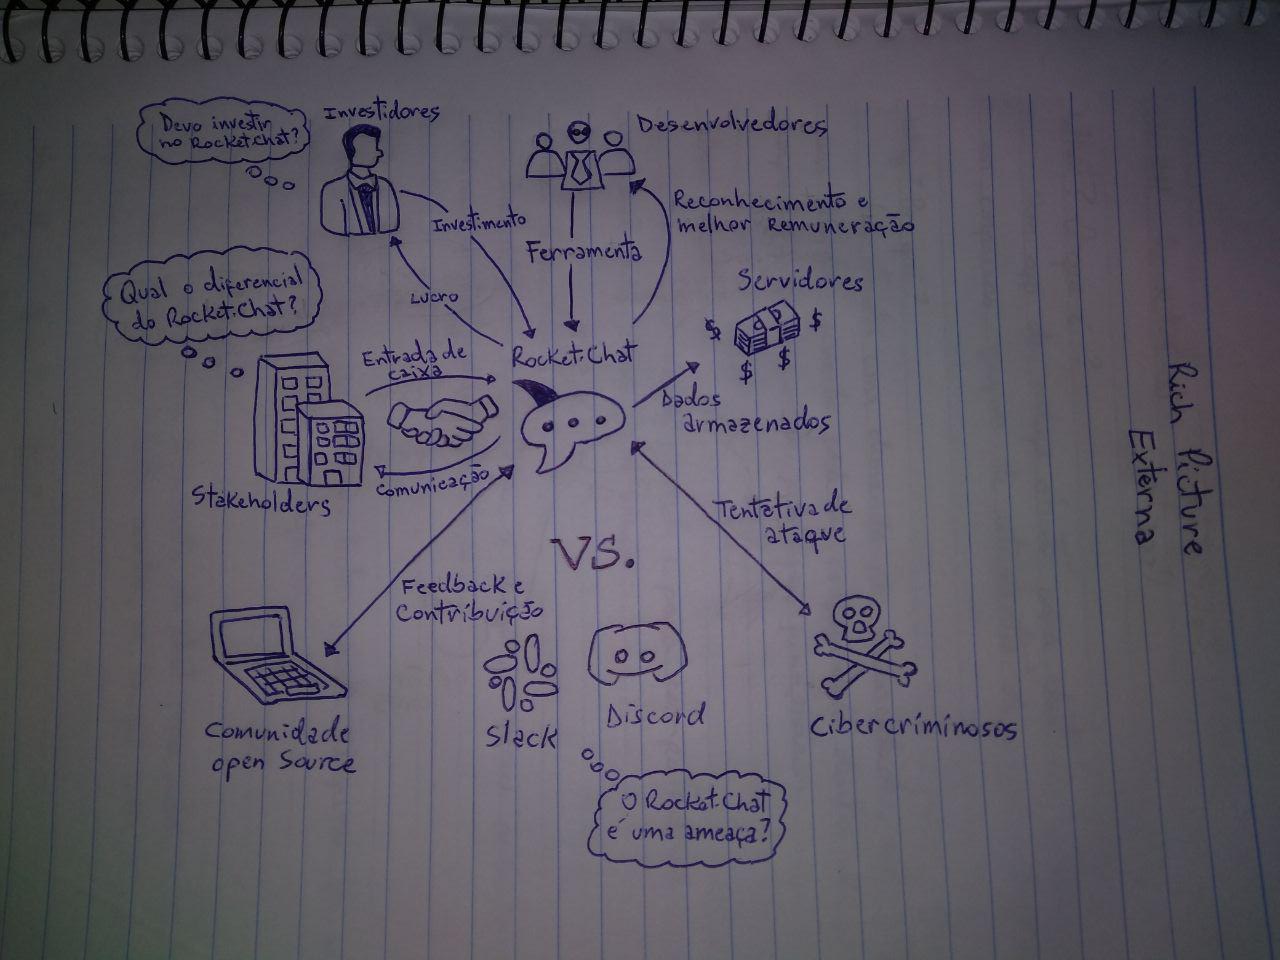 Devo investir
no Rocket.Chat?
Investidores
Desenvolvedores
Investimento
Lucro
Ferramenta
Reconhecimento e
melhor Remuneração
Servidores
$ $ $ $
Qual o diferencial
do Rocket.Chat?
Entrada de
caixa
Rocket.Chat
Dados
armazenados
Stakeholders
Comunicação
Tentativa de
ataque
VS.
Feedback e
Contribuição
Comunidade
open Source
Slack
Discord
Cibercriminosos
O Rocket.Chat
é uma ameaça?
Rich Picture
Externa